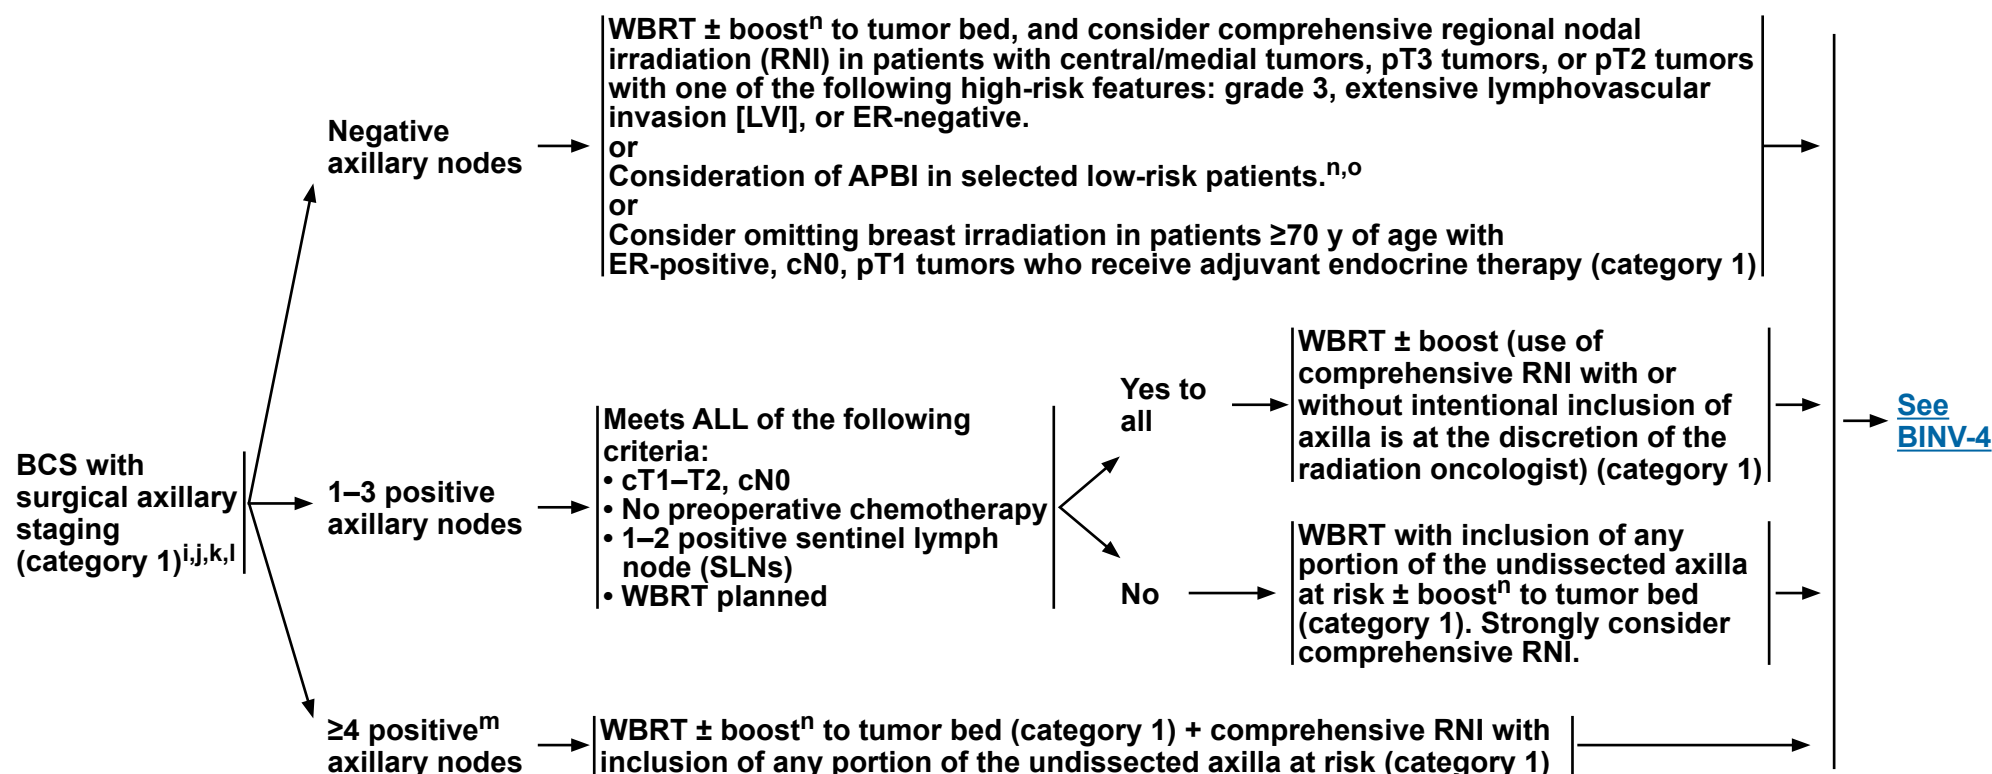 WBRT ± boostn to tumor bed, and consider comprehensive regional nodal
irradiation (RNI) in patients with central/medial tumors, pT3 tumors, or pT2 tumors
with one of the following high-risk features: grade 3, extensive lymphovascular
invasion [LVI], or ER-negative.
or
Consideration of APBI in selected low-risk patients.n,o
or
Consider omitting breast irradiation in patients ≥70 y of age with
ER-positive, cN0, pT1 tumors who receive adjuvant endocrine therapy (category 1)
Negative
axillary nodes
BCS with
surgical axillary
staging
(category 1)i,j,k,l
1–3 positive
axillary nodes
Meets ALL of the following
criteria:
• cT1–T2, cN0
• No preoperative chemotherapy
• 1–2 positive sentinel lymph
node (SLNs)
• WBRT planned
Yes to
all
WBRT ± boost (use of
comprehensive RNI with or
without intentional inclusion of
axilla is at the discretion of the
radiation oncologist) (category 1)
No
WBRT with inclusion of any
portion of the undissected axilla
at risk ± boostn to tumor bed
(category 1). Strongly consider
comprehensive RNI.
See
BINV-4
≥4 positivem
axillary nodes
WBRT ± boostn to tumor bed (category 1) + comprehensive RNI with
inclusion of any portion of the undissected axilla at risk (category 1)